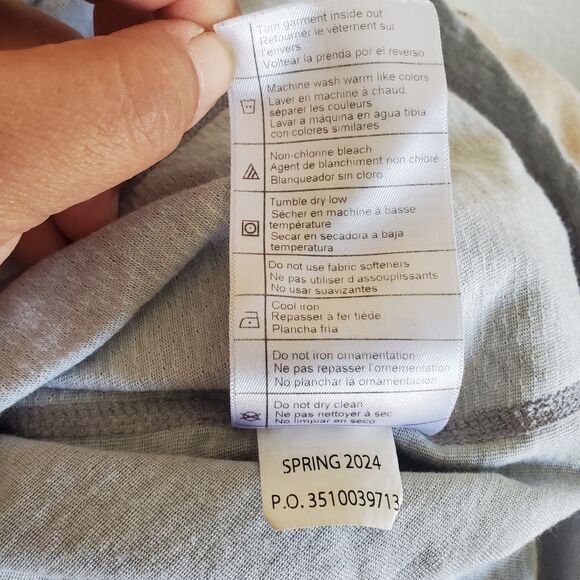 Turn garment inside out
Retourner le vêtement sur
l'envers
Voltear la prenda por el reverso
Machine wash warm like colors
Laver en machine à chaud,
séparer les couleurs
Lavar a máquina en agua tibia
con colores similares
Non-chlorine bleach
Agent de blanchiment non chloré
Blanqueador sin cloro
Tumble dry low
Sécher en machine à basse
température
Secar en secadora a baja
temperatura
Do not use fabric softeners
Ne pas utiliser d'assouplissants
No usar suavizantes
Cool iron
Repasser à fer tiède
Plancha fria
Do not iron ornamentation
Ne pas repasser l'ornementation
No planchar la ornamentación
Do not dry clean
Ne pas nettoyer à sec
No limpiar en seco
SPRING 2024
P.O. 3510039713